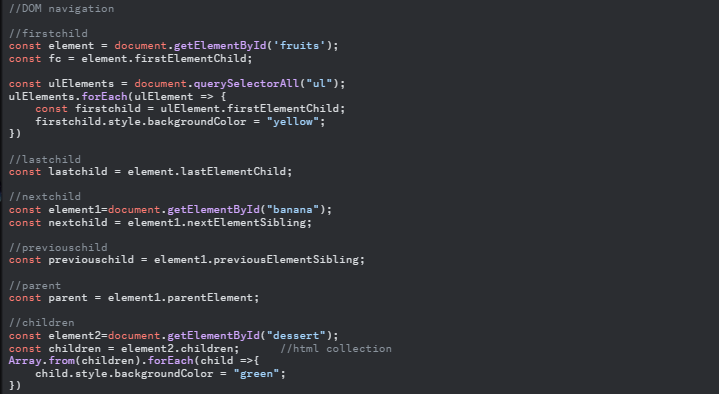 //DOM navigation
//firstchild
const element = document.getElementById('fruits');
const fc = element.firstElementChild;
const ulElements = document.querySelectorAll("ul");
ulElements.forEach(ulElement => {
    const firstchild = ulElement.firstElementChild;
    firstchild.style.backgroundColor = "yellow";
})
//lastchild
const lastchild = element.lastElementChild;
//nextchild
const element1=document.getElementById("banana");
const nextchild = element1.nextElementSibling;
//previouschild
const previouschild = element1.previousElementSibling;
//parent
const parent = element1.parentElement;
//children
const element2=document.getElementById("dessert");
const children = element2.children;      //html collection
Array.from(children).forEach(child =>{
    child.style.backgroundColor = "green";
})